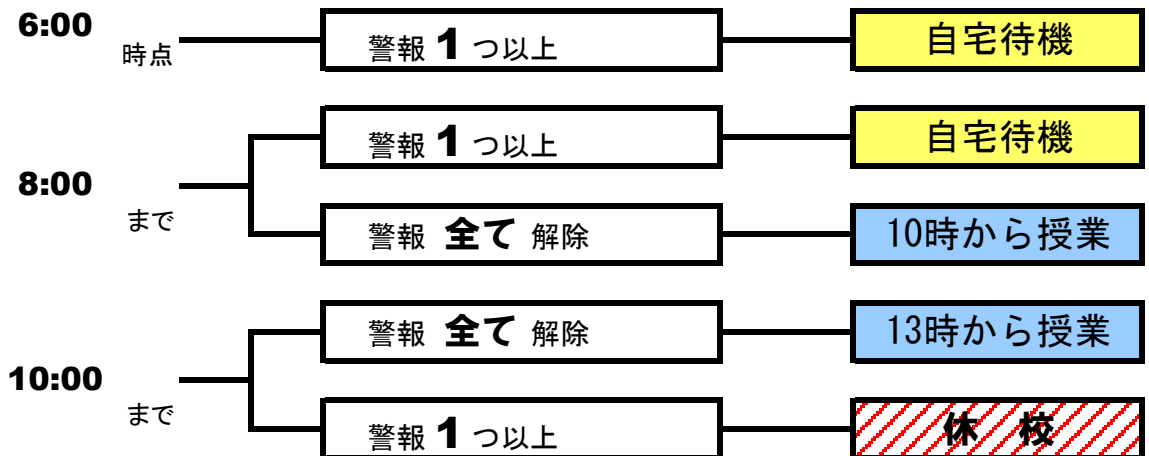 6:00 時点 警報 1 つ以上 自宅待機
警報 1 つ以上 自宅待機
8:00 まで
警報 全て 解除 10時から授業
警報 全て 解除 13時から授業
10:00 まで
警報 1 つ以上 休 校